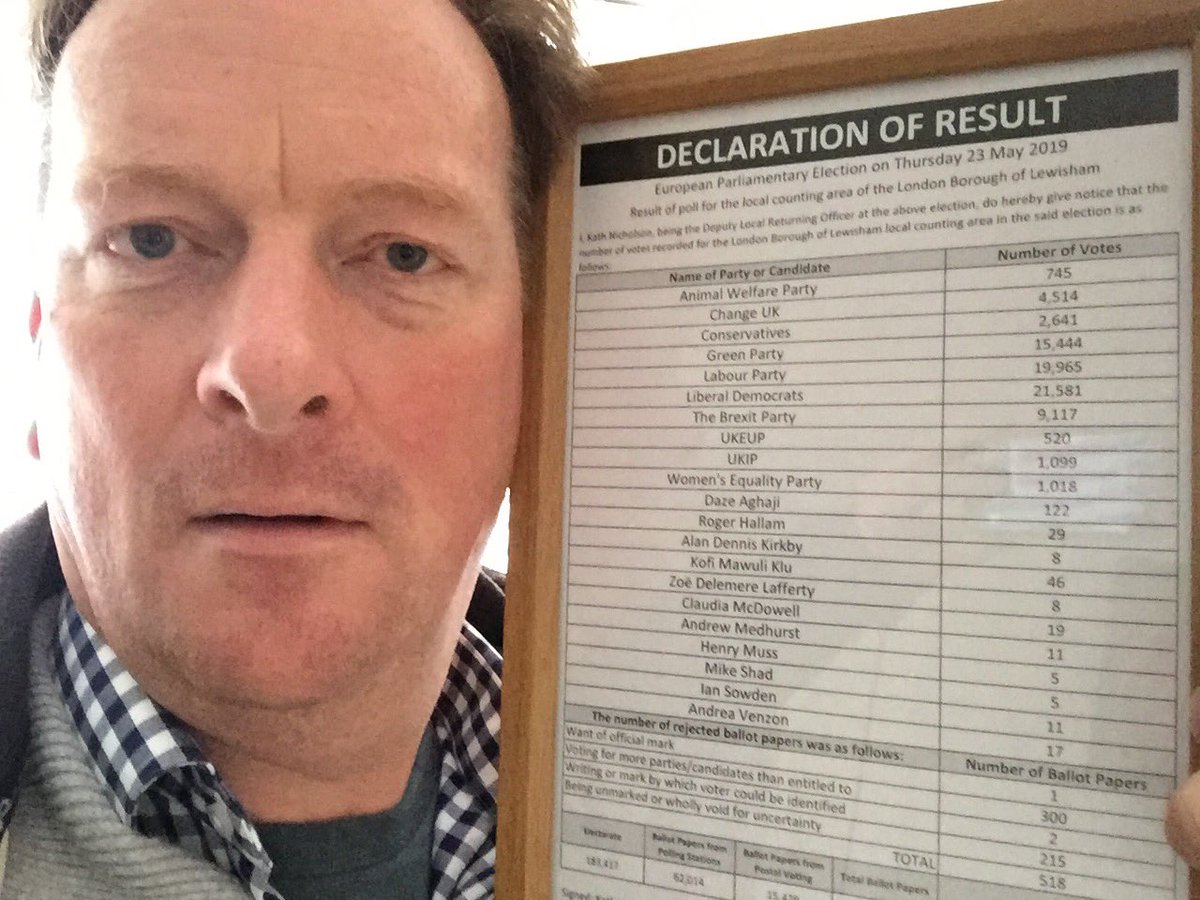 DECLARATION OF RESULT
European Parliamentary Election on Thursday 23 May 2019
Result of poll for the local counting area of the London Borough of Lewisham
I, Kath Nicholson, being the Deputy Local Returning Officer at the above election, do hereby give notice that the
number of votes recorded for the London Borough of Lewisham local counting area in the said election is as
follows:
Name of Party or Candidate Number of Votes
Animal Welfare Party 745
Change UK 4,514
Conservatives 2,641
Green Party 15,444
Labour Party 19,965
Liberal Democrats 21,581
The Brexit Party 9,117
UKEUP 520
UKIP 1,099
Women's Equality Party 1,018
Daze Aghaji 122
Roger Hallam 29
Alan Dennis Kirkby 8
Kofi Mawuli Klu 46
Zoë Delemere Lafferty 8
Claudia McDowell 19
Andrew Medhurst 11
Henry Muss 5
Mike Shad 5
Ian Sowden 11
Andrea Venzon 17
The number of rejected ballot papers was as follows: Number of Ballot Papers
Want of official mark 1
Voting for more parties/candidates than entitled to 300
Writing or mark by which voter could be identified 2
Being unmarked or wholly void for uncertainty 215
TOTAL 518
Electorate Ballot Papers from Polling Stations Ballot Papers from Postal Voting Total Ballot Papers
62,014